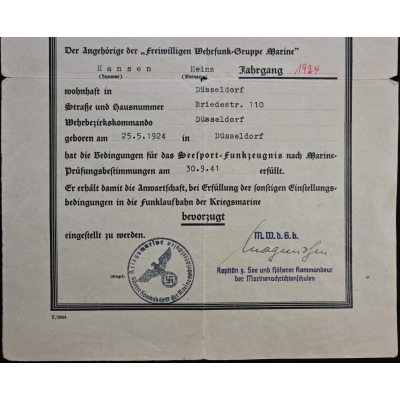 Der Angehörige der „Freiwilligen Wehrfunk-Gruppe Marine“
Hansen Heinz Jahrgang 1924
(Zuname) (Vorname)
wohnhaft in Düsseldorf
Straße und Hausnummer Briedestr. 110
Wehrbezirkskommando Düsseldorf
geboren am 25.5.1924 in Düsseldorf
hat die Bedingungen für das Seesport-Funkzeugnis nach Marine-
Prüfungsbestimmungen am 30.9.41 erfüllt.
Er erhält damit die Anwartschaft, bei Erfüllung der sonstigen Einstellungs-
bedingungen in die Funklaufbahn der Kriegsmarine
bevorzugt
eingestellt zu werden.
M.W.d.G.b.
Kapitän z. See und Höherer Kommandeur
der Marinenachrichtenschulen
(Siegel)
Kriegsmarine
E/0664